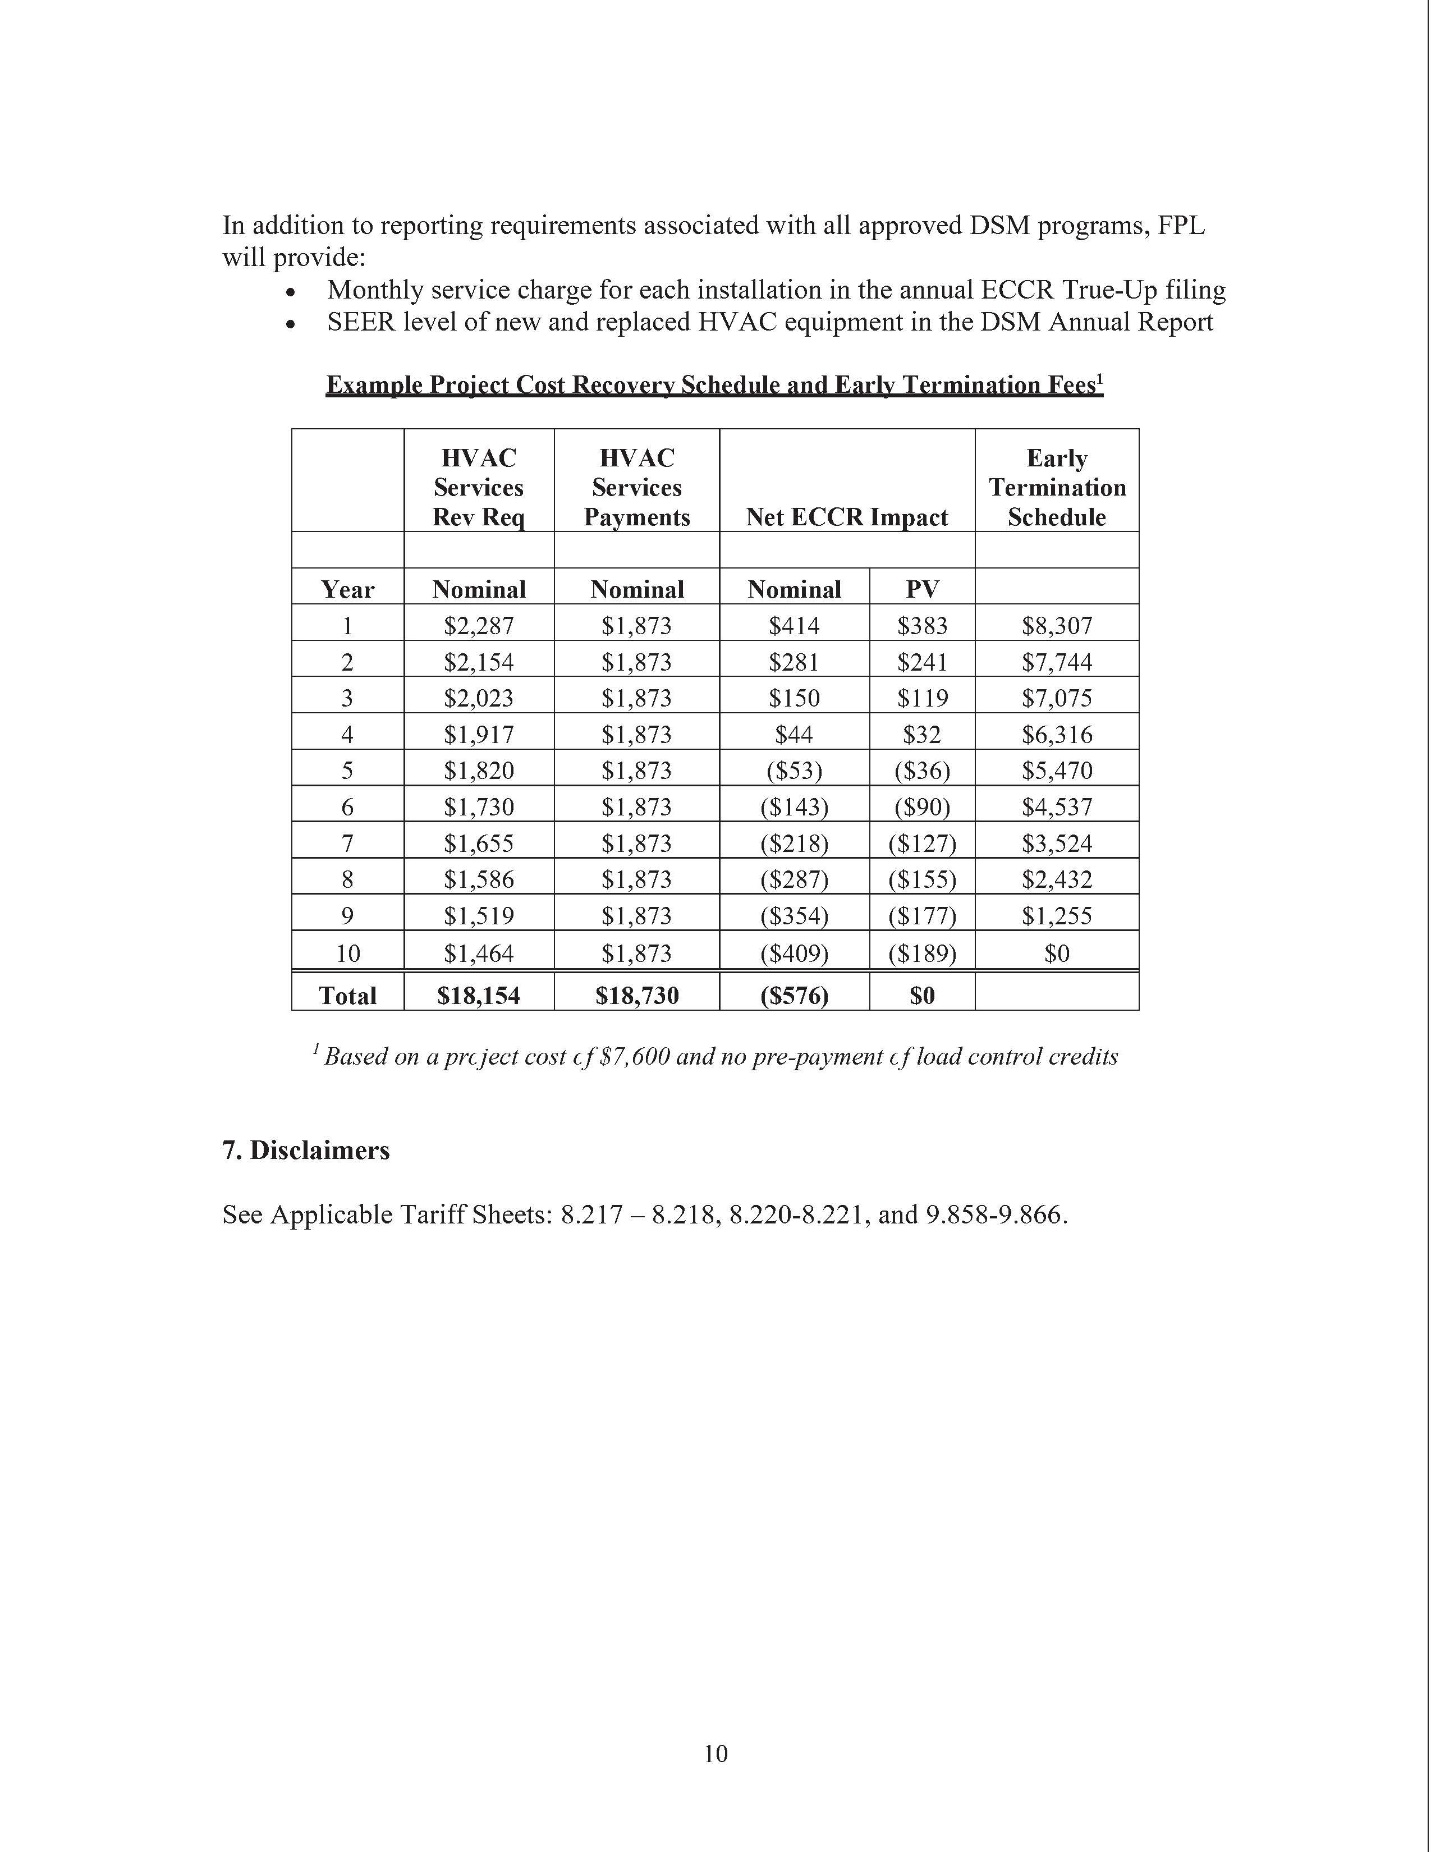 In addition to reporting requirements associated with all approved DSM programs, FPL
will provide:
• Monthly service charge for each installation in the annual ECCR True-Up filing
• SEER level of new and replaced HVAC equipment in the DSM Annual Report
Example Project Cost Recovery Schedule and Early Termination Fees1
HVAC Services Rev Req HVAC Services Payments Net ECCR Impact Early Termination Schedule
Year Nominal Nominal Nominal PV
1 $2,287 $1,873 $414 $383 $8,307
2 $2,154 $1,873 $281 $241 $7,744
3 $2,023 $1,873 $150 $119 $7,075
4 $1,917 $1,873 $44 $32 $6,316
5 $1,820 $1,873 ($53) ($36) $5,470
6 $1,730 $1,873 ($143) ($90) $4,537
7 $1,655 $1,873 ($218) ($127) $3,524
8 $1,586 $1,873 ($287) ($155) $2,432
9 $1,519 $1,873 ($354) ($177) $1,255
10 $1,464 $1,873 ($409) ($189) $0
Total $18,154 $18,730 ($576) $0
1 Based on a project cost of $7,600 and no pre-payment of load control credits
7. Disclaimers
See Applicable Tariff Sheets: 8.217 – 8.218, 8.220-8.221, and 9.858-9.866.
10